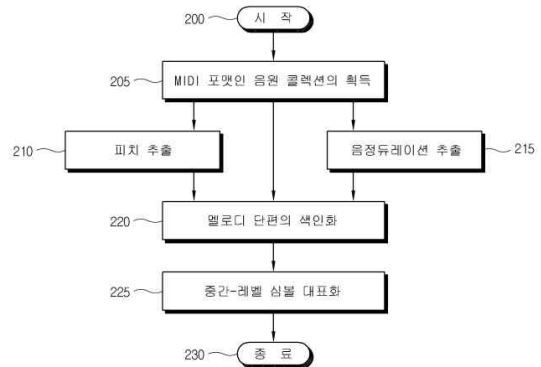 200
시 작
205
MIDI 포맷인 음원 콜렉션의 획득
210
피치 추출
음정듀레이션 추출
215
220
멜로디 단편의 색인화
225
중간-레벨 심볼 대표화
230
종 료